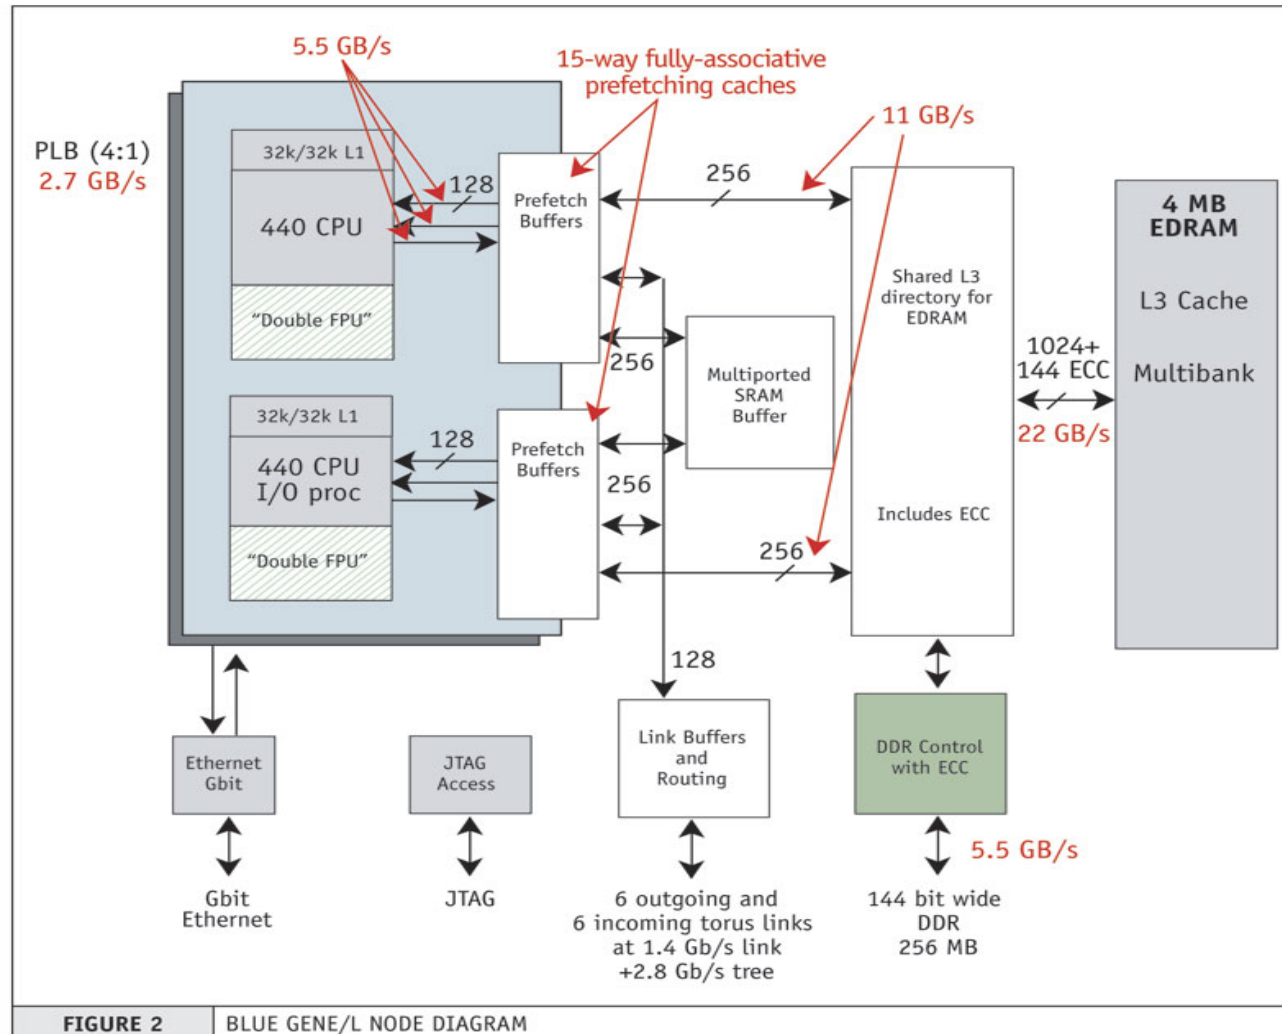 5.5 GB/s
15-way fully-associative
prefetching caches
11 GB/s
PLB (4:1)
2.7 GB/s
32k/32k L1
440 CPU
"Double FPU"
128
Prefetch
Buffers
256
Shared L3
directory for
EDRAM
Includes ECC
4 MB
EDRAM
L3 Cache
Multibank
1024+
144 ECC
22 GB/s
256
Multiported
SRAM
Buffer
32k/32k L1
440 CPU
I/O proc
"Double FPU"
128
Prefetch
Buffers
256
256
128
Ethernet
Gbit
JTAG
Access
Link Buffers
and
Routing
DDR Control
with ECC
5.5 GB/s
Gbit
Ethernet
JTAG
6 outgoing and
6 incoming torus links
at 1.4 Gb/s link
+2.8 Gb/s tree
144 bit wide
DDR
256 MB
FIGURE 2
BLUE GENE/L NODE DIAGRAM